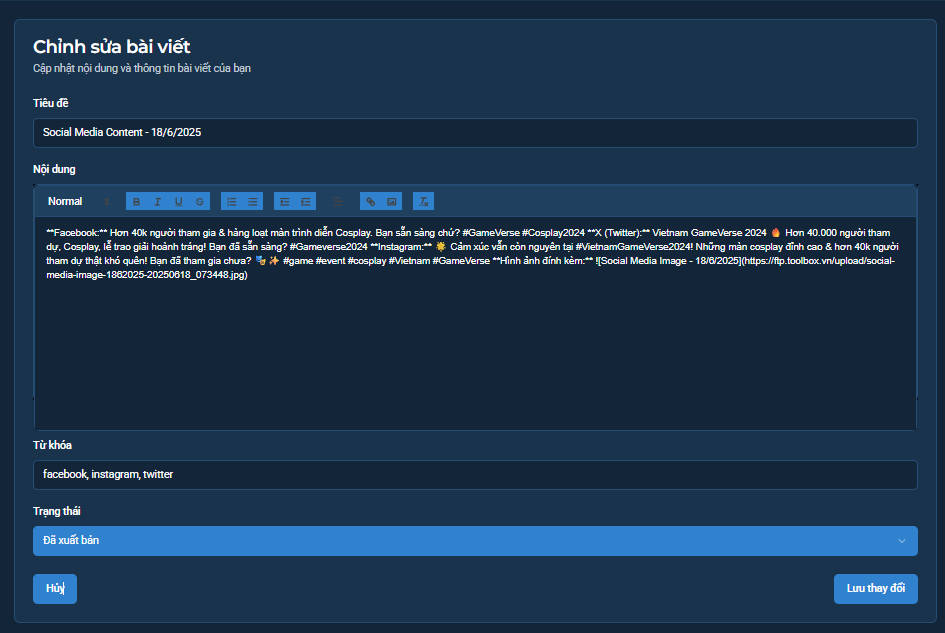 Chỉnh sửa bài viết
Cập nhật nội dung và thông tin bài viết của bạn
Tiêu đề
Social Media Content - 18/6/2025
Nội dung
Normal
**Facebook:** Hơn 40k người tham gia & hàng loạt màn trình diễn Cosplay. Bạn sẵn sàng chứ? #GameVerse #Cosplay2024 **X (Twitter):** Vietnam GameVerse 2024 🔥 Hơn 40.000 người tham
dự, Cosplay, lễ trao giải hoành tráng! Bạn đã sẵn sàng? #Gameverse2024 **Instagram:** 🌟 Cảm xúc vẫn còn nguyên tại #VietnamGameVerse2024! Những màn cosplay đỉnh cao & hơn 40k người
tham dự thật khó quên! Bạn đã tham gia chưa? 🎭✨ #game #event #cosplay #Vietnam #GameVerse **Hình ảnh đính kèm:** ![Social Media Image - 18/6/2025](https://ftp.toolbox.vn/upload/social-
media-image-1862025-20250618_073448.jpg)
Từ khóa
facebook, instagram, twitter
Trạng thái
Đã xuất bản
Hủy
Lưu thay đổi